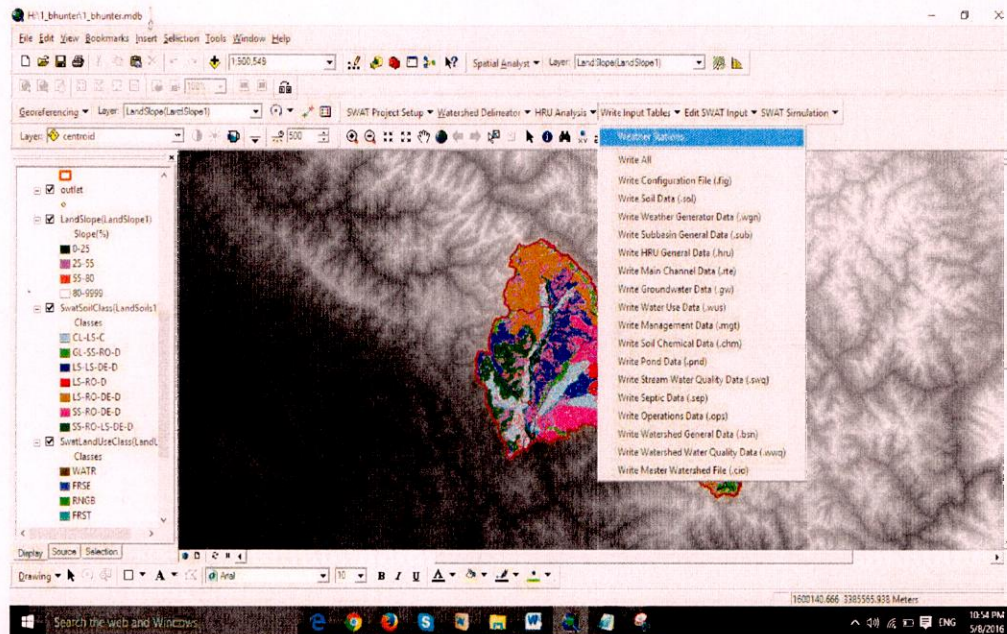 H:\1_bhunter\1_bhunter.mdb
File Edit View Bookmarks Insert Selection Tools Window Help
1:300,549 Spatial Analyst Layer: LandSlope(LandSlope1)
100%
Georeferencing Layer: LandSlope(LandSlope1) SWAT Project Setup Watershed Delineator HRU Analysis Write Input Tables Edit SWAT Input SWAT Simulation
Layer: centroid 500
Weather Stations
Write All
Write Configuration File (.fig)
Write Soil Data (.sol)
Write Weather Generator Data (.wgn)
Write Subbasin General Data (.sub)
Write HRU General Data (.hru)
Write Main Channel Data (.rte)
Write Groundwater Data (.gw)
Write Water Use Data (.wus)
Write Management Data (.mgt)
Write Soil Chemical Data (.chm)
Write Pond Data (.pnd)
Write Stream Water Quality Data (.swq)
Write Septic Data (.sep)
Write Operations Data (.ops)
Write Watershed General Data (.bsn)
Write Watershed Water Quality Data (.wwq)
Write Master Watershed File (.cio)
outlet
LandSlope(LandSlope1)
Slope(%)
0-25
25-55
55-80
80-9999
SwatSoilClass(LandSoils1
Classes
CL-LS-C
GL-SS-RO-D
LS-LS-DE-D
LS-RO-D
LS-RO-DE-D
SS-RO-DE-D
SS-RO-LS-DE-D
SwatLandUseClass(LandL
Classes
WATR
FRSE
RNGB
FRST
Display Source Selection
Drawing A Arial 10 B I U A
1600140.666 3385565.938 Meters
Search the web and Windows
ENG 10:54 PM
5/8/2016